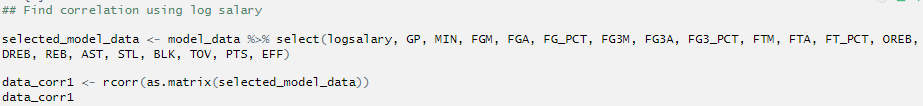 ## Find correlation using log salary
selected_model_data <- model_data %>% select(logsalary, GP, MIN, FGM, FGA, FG_PCT, FG3M, FG3A, FG3_PCT, FTM, FTA, FT_PCT, OREB,
DREB, REB, AST, STL, BLK, TOV, PTS, EFF)
data_corr1 <- rcorr(as.matrix(selected_model_data))
data_corr1